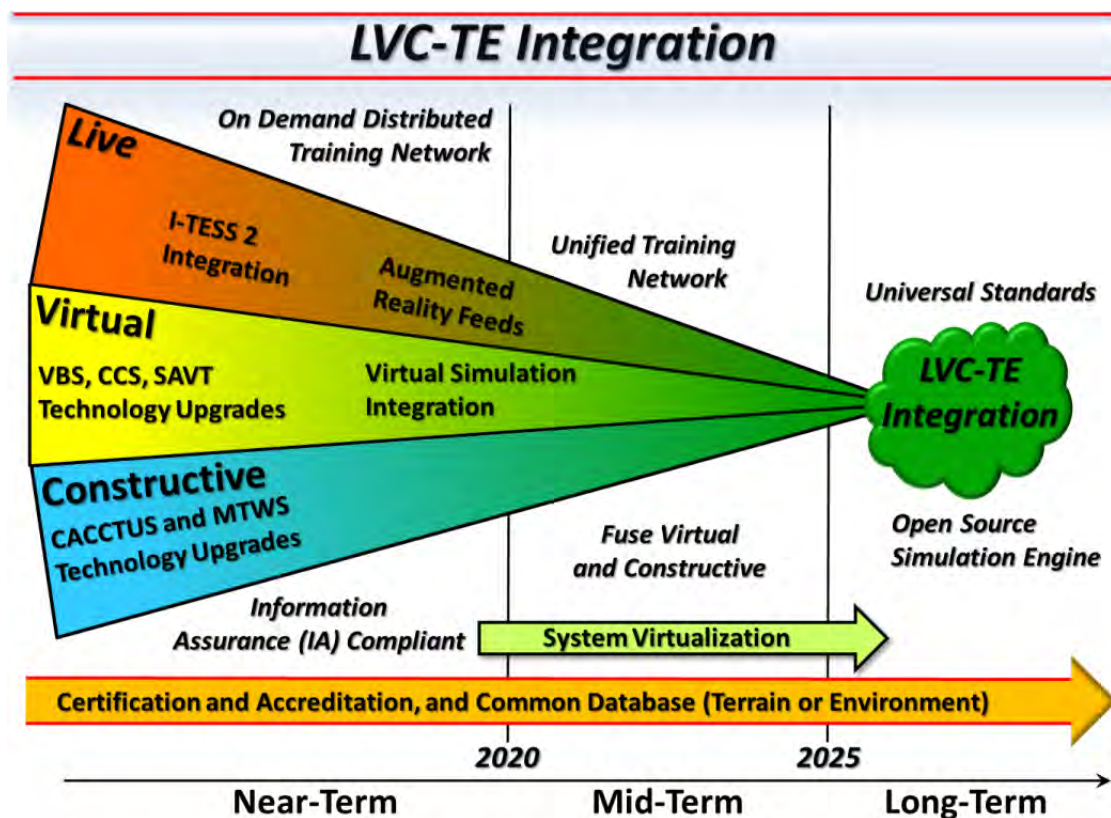 LVC-TE Integration
On Demand Distributed
Training Network
Live
I-TESS 2
Integration
Augmented
Reality Feeds
Unified Training
Network
Universal Standards
Virtual
VBS, CCS, SAVT
Technology Upgrades
Virtual Simulation
Integration
LVC-TE
Integration
Constructive
CACCTUS and MTWS
Technology Upgrades
Fuse Virtual
and Constructive
Open Source
Simulation Engine
Information
Assurance (IA) Compliant
System Virtualization
Certification and Accreditation, and Common Database (Terrain or Environment)
2020
2025
Near-Term
Mid-Term
Long-Term